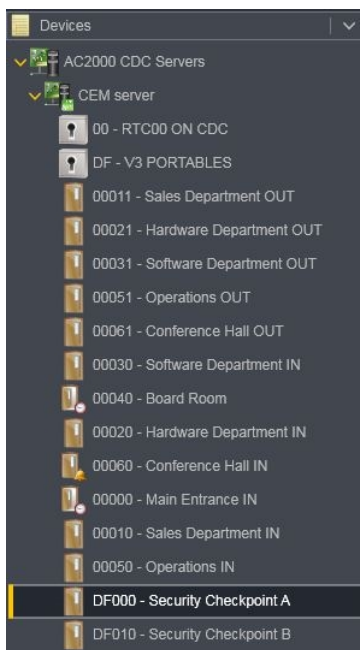 Devices
AC2000 CDC Servers
CEM server
00 - RTC00 ON CDC
DF - V3 PORTABLES
00011 - Sales Department OUT
00021 - Hardware Department OUT
00031 - Software Department OUT
00051 - Operations OUT
00061 - Conference Hall OUT
00030 - Software Department IN
00040 - Board Room
00020 - Hardware Department IN
00060 - Conference Hall IN
00000 - Main Entrance IN
00010 - Sales Department IN
00050 - Operations IN
DF000 - Security Checkpoint A
DF010 - Security Checkpoint B